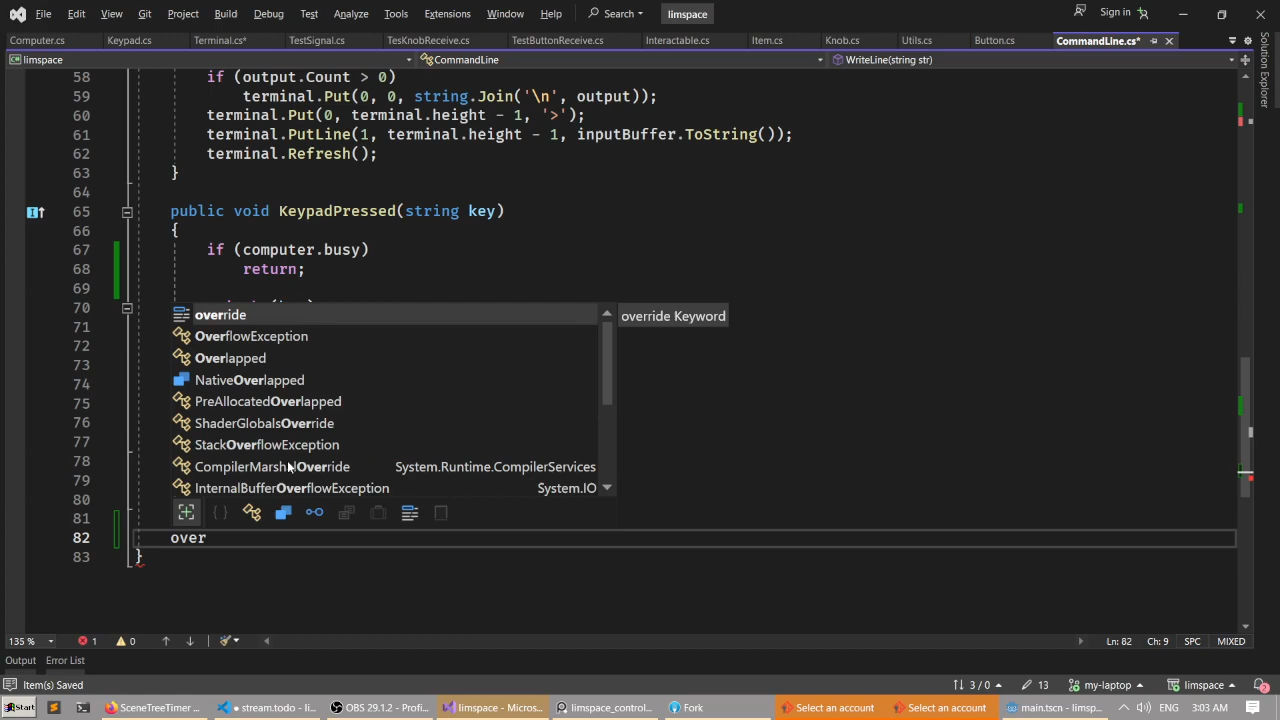 File Edit View Git Project Build Debug Test Analyze Tools Extensions Window Help Search limspace Sign in
Computer.cs Keypad.cs Terminal.cs* TestSignal.cs TesKnobReceive.cs TestButtonReceive.cs Interactable.cs Item.cs Knob.cs Utils.cs Button.cs CommandLine.cs*
limspace CommandLine WriteLine(string str)
58 if (output.Count > 0)
59 terminal.Put(0, 0, string.Join('\n', output));
60 terminal.Put(0, terminal.height - 1, '>');
61 terminal.PutLine(1, terminal.height - 1, inputBuffer.ToString());
62 terminal.Refresh();
63 }
64
65 public void KeypadPressed(string key)
66 {
67 if (computer.busy)
68 return;
69
70
override override Keyword
71
OverflowException
72
Overlapped
73
NativeOverlapped
74
PreAllocatedOverlapped
75
ShaderGlobalsOverride
76
StackOverflowException
77
CompilerMarshalOverride System.Runtime.CompilerServices
78
InternalBufferOverflowException System.IO
79
80
81
82 over
83 }
135 % 1 0 Ln: 82 Ch: 9 SPC MIXED
Output Error List
Item(s) Saved 3 / 0 13 my-laptop limspace 2
Start SceneTreeTimer ... stream.todo - li... OBS 29.1.2 - Profi... limspace - Micros... limspace_control... Fork Select an account Select an account main.tscn - limsp... ENG 3:03 AM